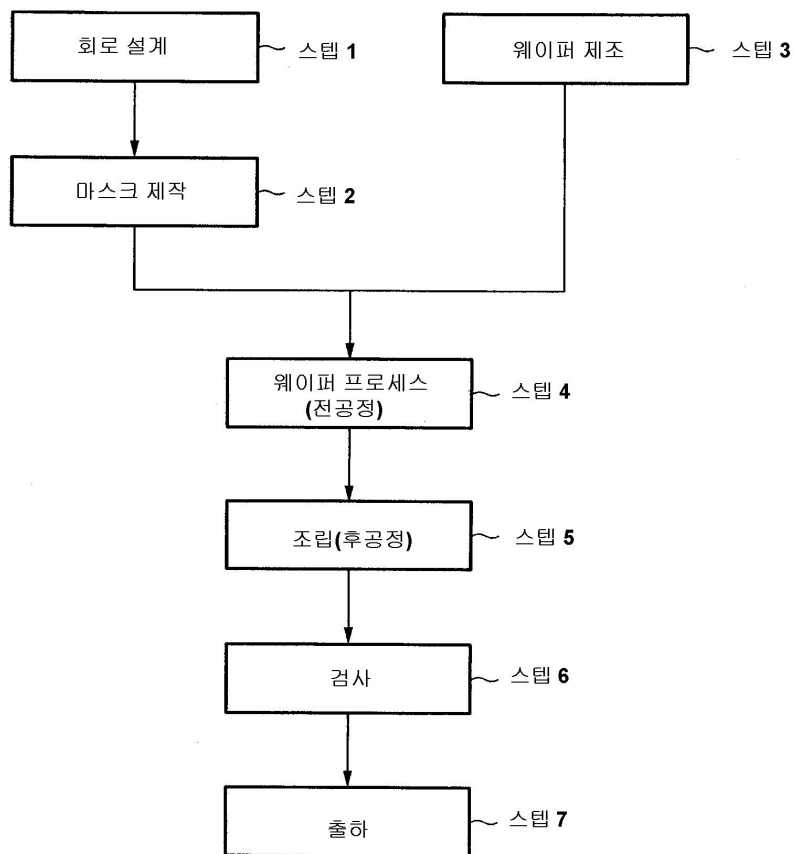 회로 설계
스텝 1
웨이퍼 제조
스텝 3
마스크 제작
스텝 2
웨이퍼 프로세스
(전공정)
스텝 4
조립(후공정)
스텝 5
검사
스텝 6
출하
스텝 7